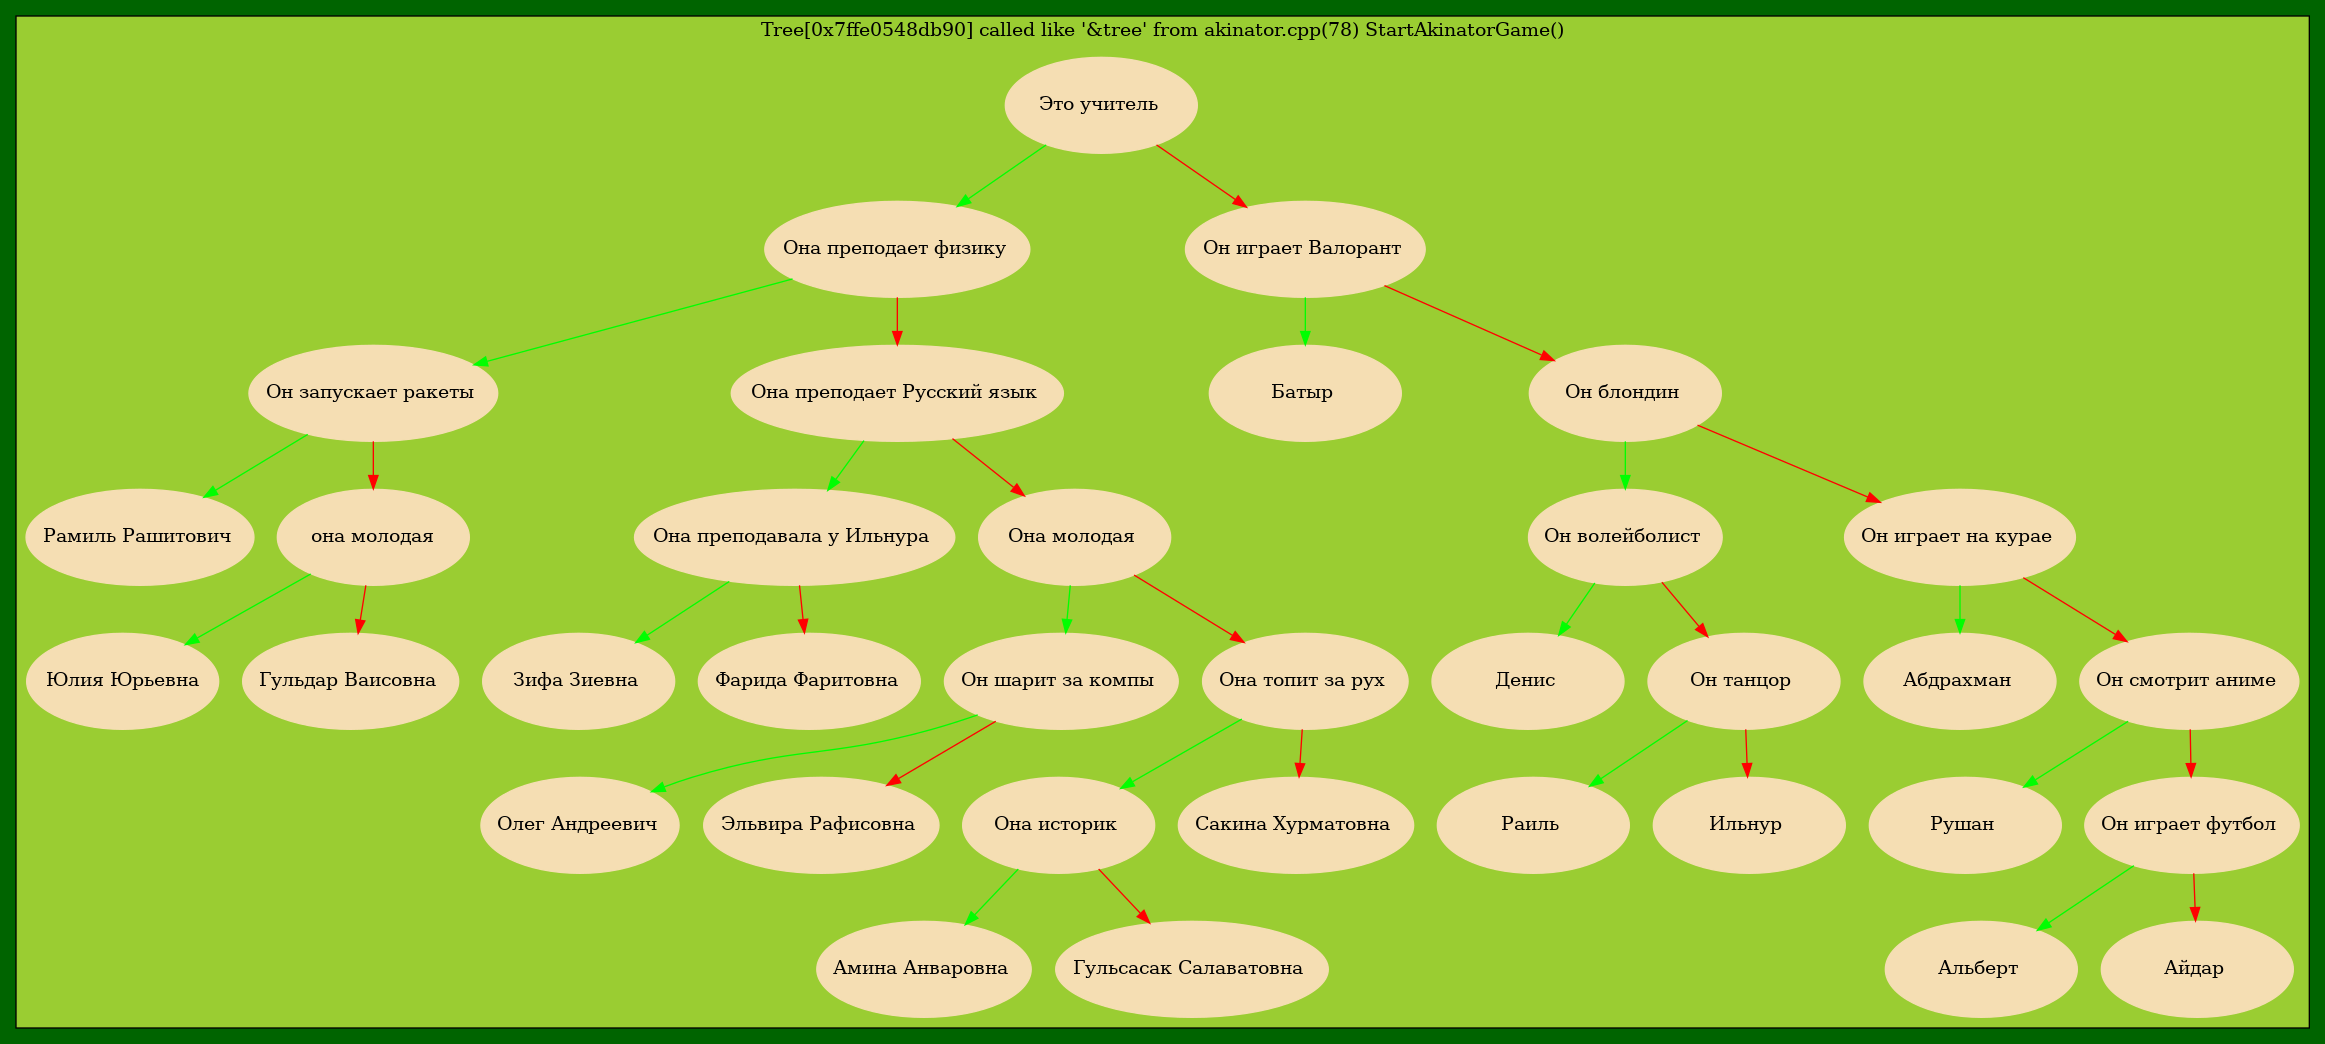 Tree[0x7ffe0548db90] called like '&tree' from akinator.cpp(78) StartAkinatorGame()
Это учитель
Она преподает физику
Он играет Валорант
Он запускает ракеты
Она преподает Русский язык
Батыр
Он блондин
Рамиль Рашитович
она молодая
Она преподавала у Ильнура
Она молодая
Он волейболист
Он играет на курае
Юлия Юрьевна
Гульдар Ваисовна
Зифа Зиевна
Фарида Фаритовна
Он шарит за компы
Она топит за рух
Денис
Он танцор
Абдрахман
Он смотрит аниме
Олег Андреевич
Эльвира Рафисовна
Она историк
Сакина Хурматовна
Раиль
Ильнур
Рушан
Он играет футбол
Амина Анваровна
Гульсасак Салаватовна
Альберт
Айдар